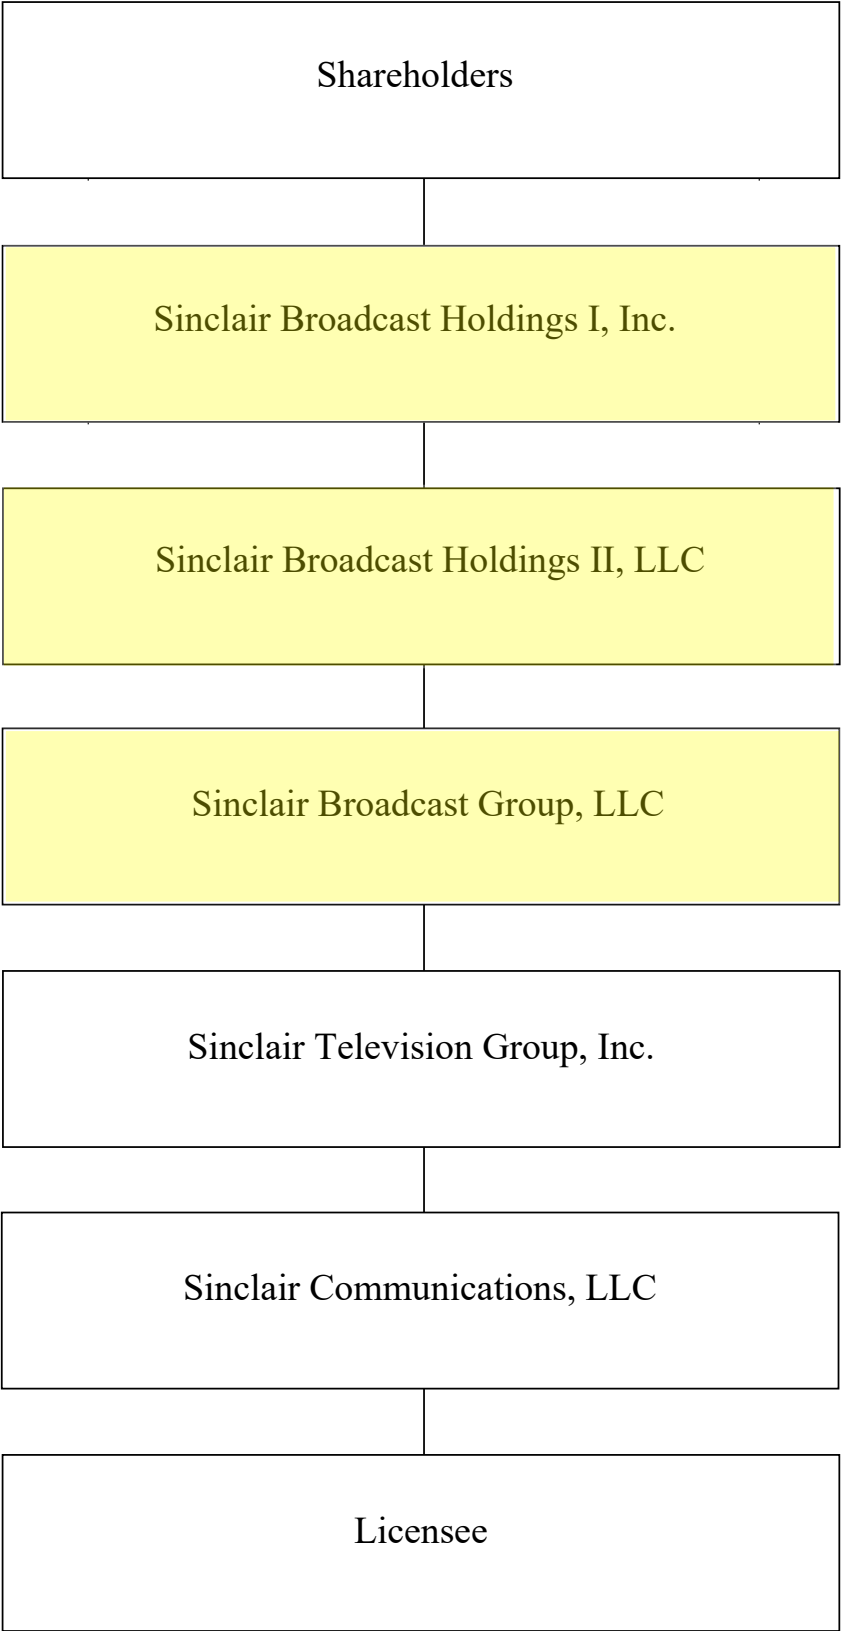 Shareholders
Sinclair Broadcast Holdings I, Inc.
Sinclair Broadcast Holdings II, LLC
Sinclair Broadcast Group, LLC
Sinclair Television Group, Inc.
Sinclair Communications, LLC
Licensee